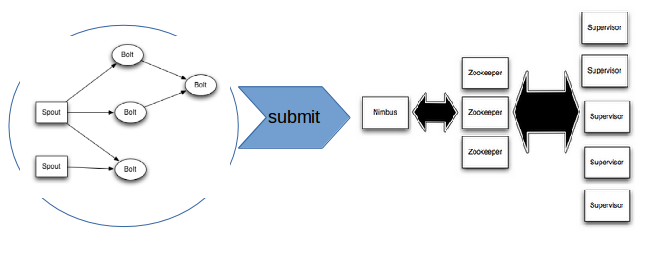 Bolt
Bolt
Spout
Bolt
Spout
Bolt
submit
Nimbus
Zookeeper
Zookeeper
Zookeeper
Supervisor
Supervisor
Supervisor
Supervisor
Supervisor